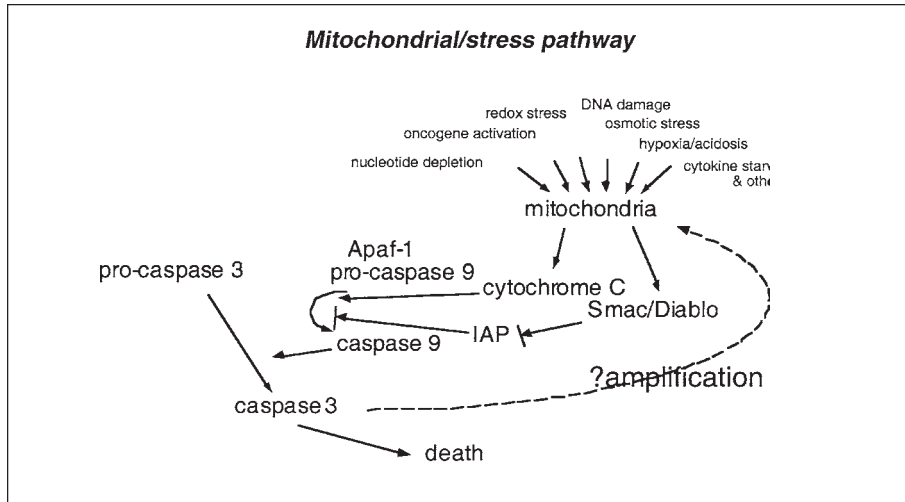 Mitochondrial/stress pathway
DNA damage
redox stress
osmotic stress
oncogene activation
hypoxia/acidosis
nucleotide depletion
cytokine
&
mitochondria
Apaf-1
pro-caspase 3
pro-caspase 9
cytochrome C
Smac/Diablo
IAP
caspase 9
?amplification
caspase 3
death